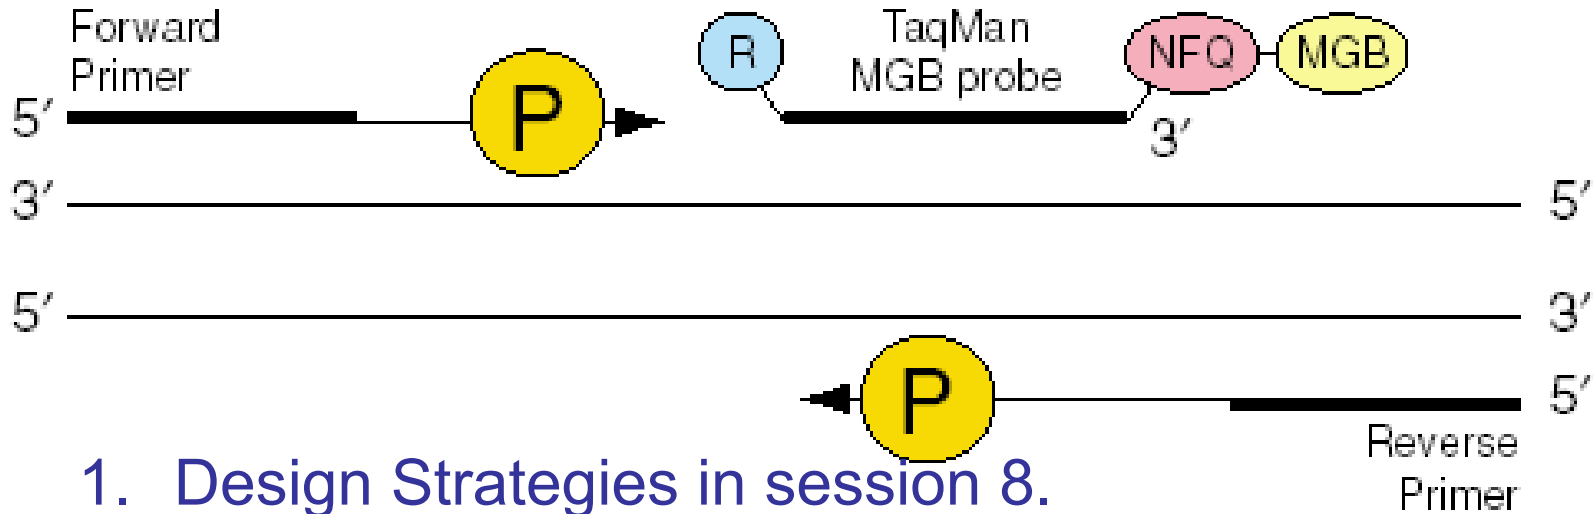 Forward
Primer
P
R
TaqMan
MGB probe
NFQ
MGB
5′
3′
3′
5′
5′
3′
P
5′
Reverse
Primer
1. Design Strategies in session 8.